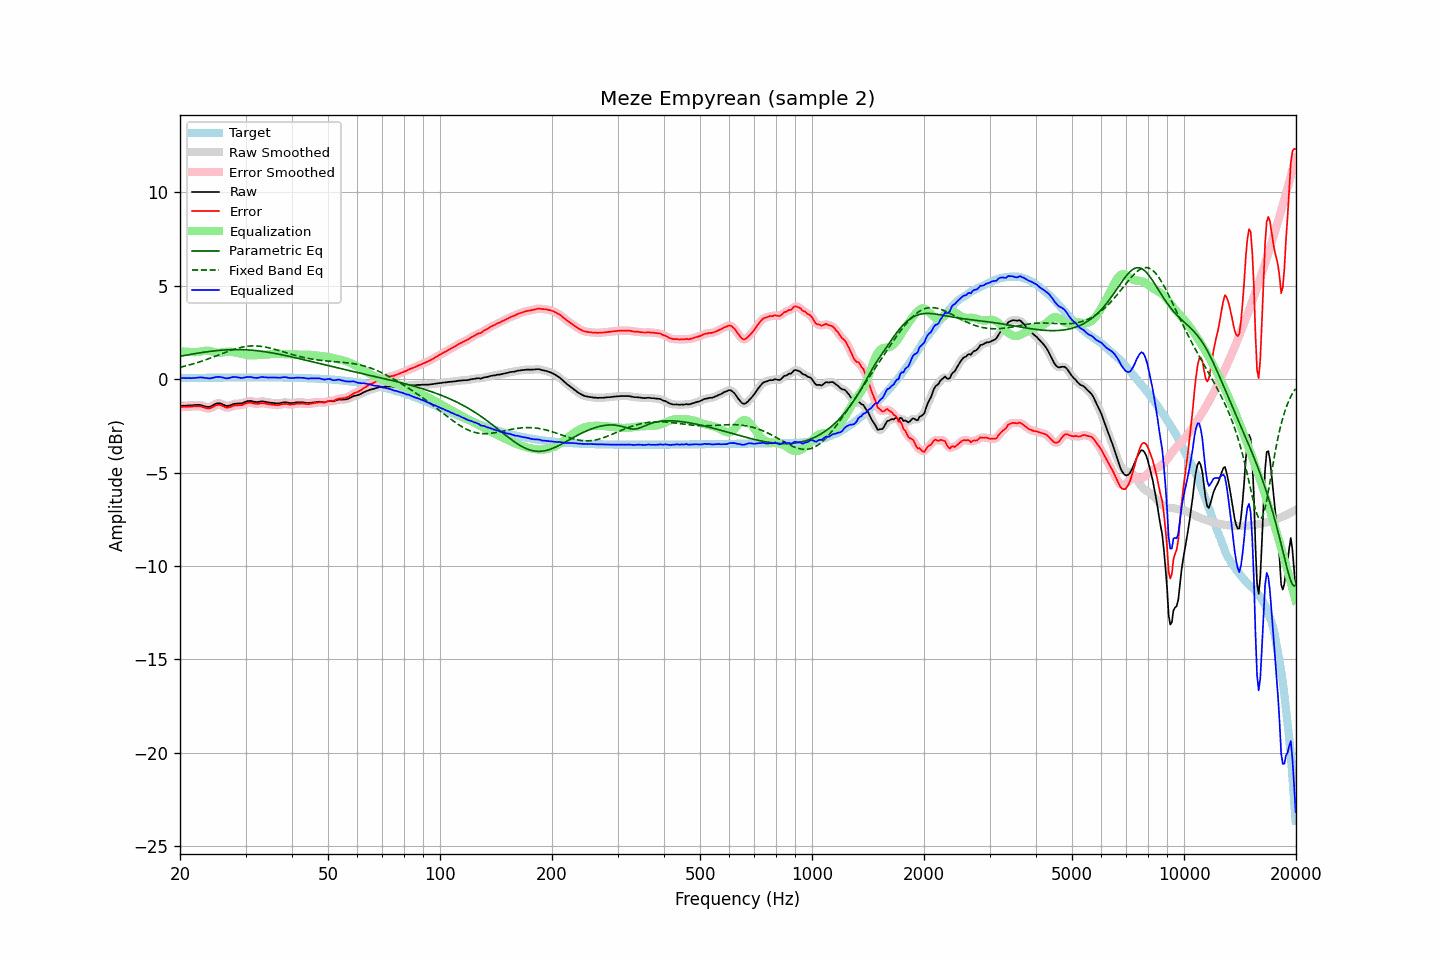 Meze Empyrean (sample 2)
Target
Raw Smoothed
Error Smoothed
Raw
Error
Equalization
Parametric Eq
Fixed Band Eq
Equalized
Amplitude (dBr)
10
5
0
−5
−10
−15
−20
−25
20 50 100 200 500 1000 2000 5000 10000 20000
Frequency (Hz)